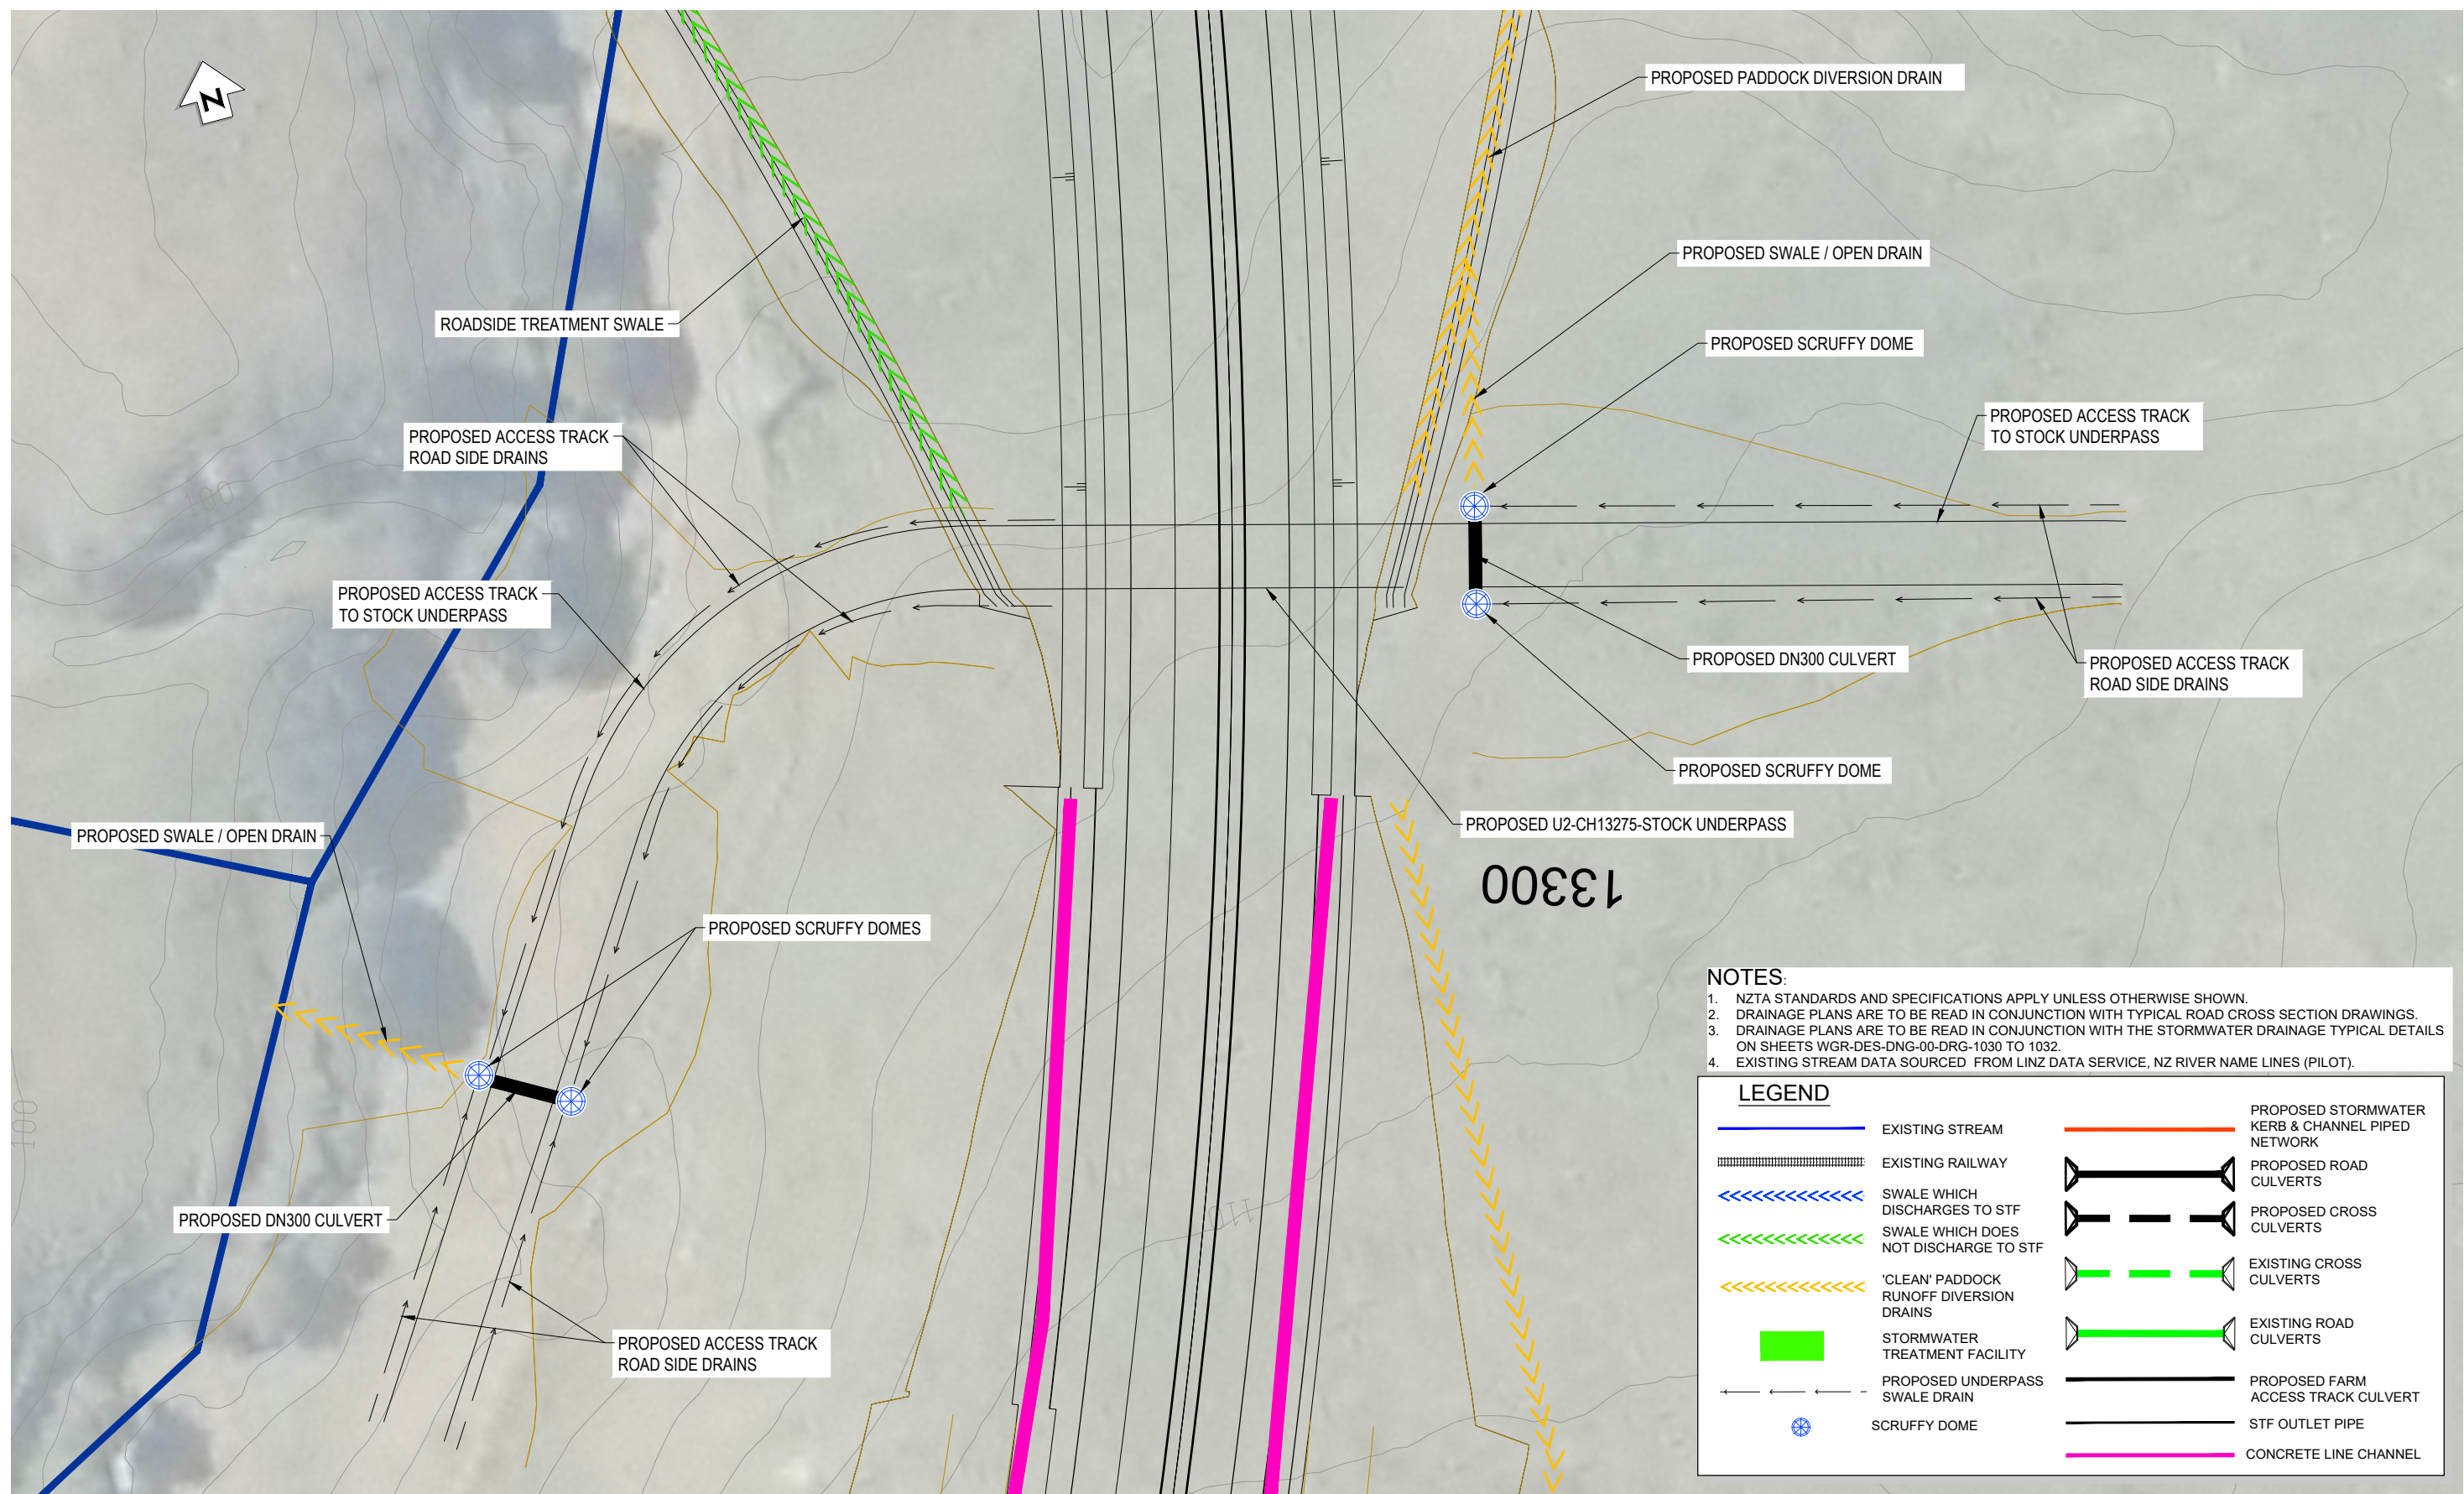 N
PROPOSED PADDOCK DIVERSION DRAIN
PROPOSED SWALE / OPEN DRAIN
ROADSIDE TREATMENT SWALE
PROPOSED SCRUFFY DOME
PROPOSED ACCESS TRACK
TO STOCK UNDERPASS
PROPOSED ACCESS TRACK
ROAD SIDE DRAINS
100
PROPOSED ACCESS TRACK
TO STOCK UNDERPASS
PROPOSED DN300 CULVERT
PROPOSED ACCESS TRACK
ROAD SIDE DRAINS
PROPOSED SCRUFFY DOME
PROPOSED U2-CH13275-STOCK UNDERPASS
PROPOSED SWALE / OPEN DRAIN
13300
PROPOSED SCRUFFY DOMES
100
PROPOSED DN300 CULVERT
110
PROPOSED ACCESS TRACK
ROAD SIDE DRAINS
NOTES:
1. NZTA STANDARDS AND SPECIFICATIONS APPLY UNLESS OTHERWISE SHOWN.
2. DRAINAGE PLANS ARE TO BE READ IN CONJUNCTION WITH TYPICAL ROAD CROSS SECTION DRAWINGS.
3. DRAINAGE PLANS ARE TO BE READ IN CONJUNCTION WITH THE STORMWATER DRAINAGE TYPICAL DETAILS
ON SHEETS WGR-DES-DNG-00-DRG-1030 TO 1032.
4. EXISTING STREAM DATA SOURCED FROM LINZ DATA SERVICE, NZ RIVER NAME LINES (PILOT).
LEGEND
EXISTING STREAM
EXISTING RAILWAY
SWALE WHICH
DISCHARGES TO STF
SWALE WHICH DOES
NOT DISCHARGE TO STF
'CLEAN' PADDOCK
RUNOFF DIVERSION
DRAINS
STORMWATER
TREATMENT FACILITY
PROPOSED UNDERPASS
SWALE DRAIN
SCRUFFY DOME
PROPOSED STORMWATER
KERB & CHANNEL PIPED
NETWORK
PROPOSED ROAD
CULVERTS
PROPOSED CROSS
CULVERTS
EXISTING CROSS
CULVERTS
EXISTING ROAD
CULVERTS
PROPOSED FARM
ACCESS TRACK CULVERT
STF OUTLET PIPE
CONCRETE LINE CHANNEL